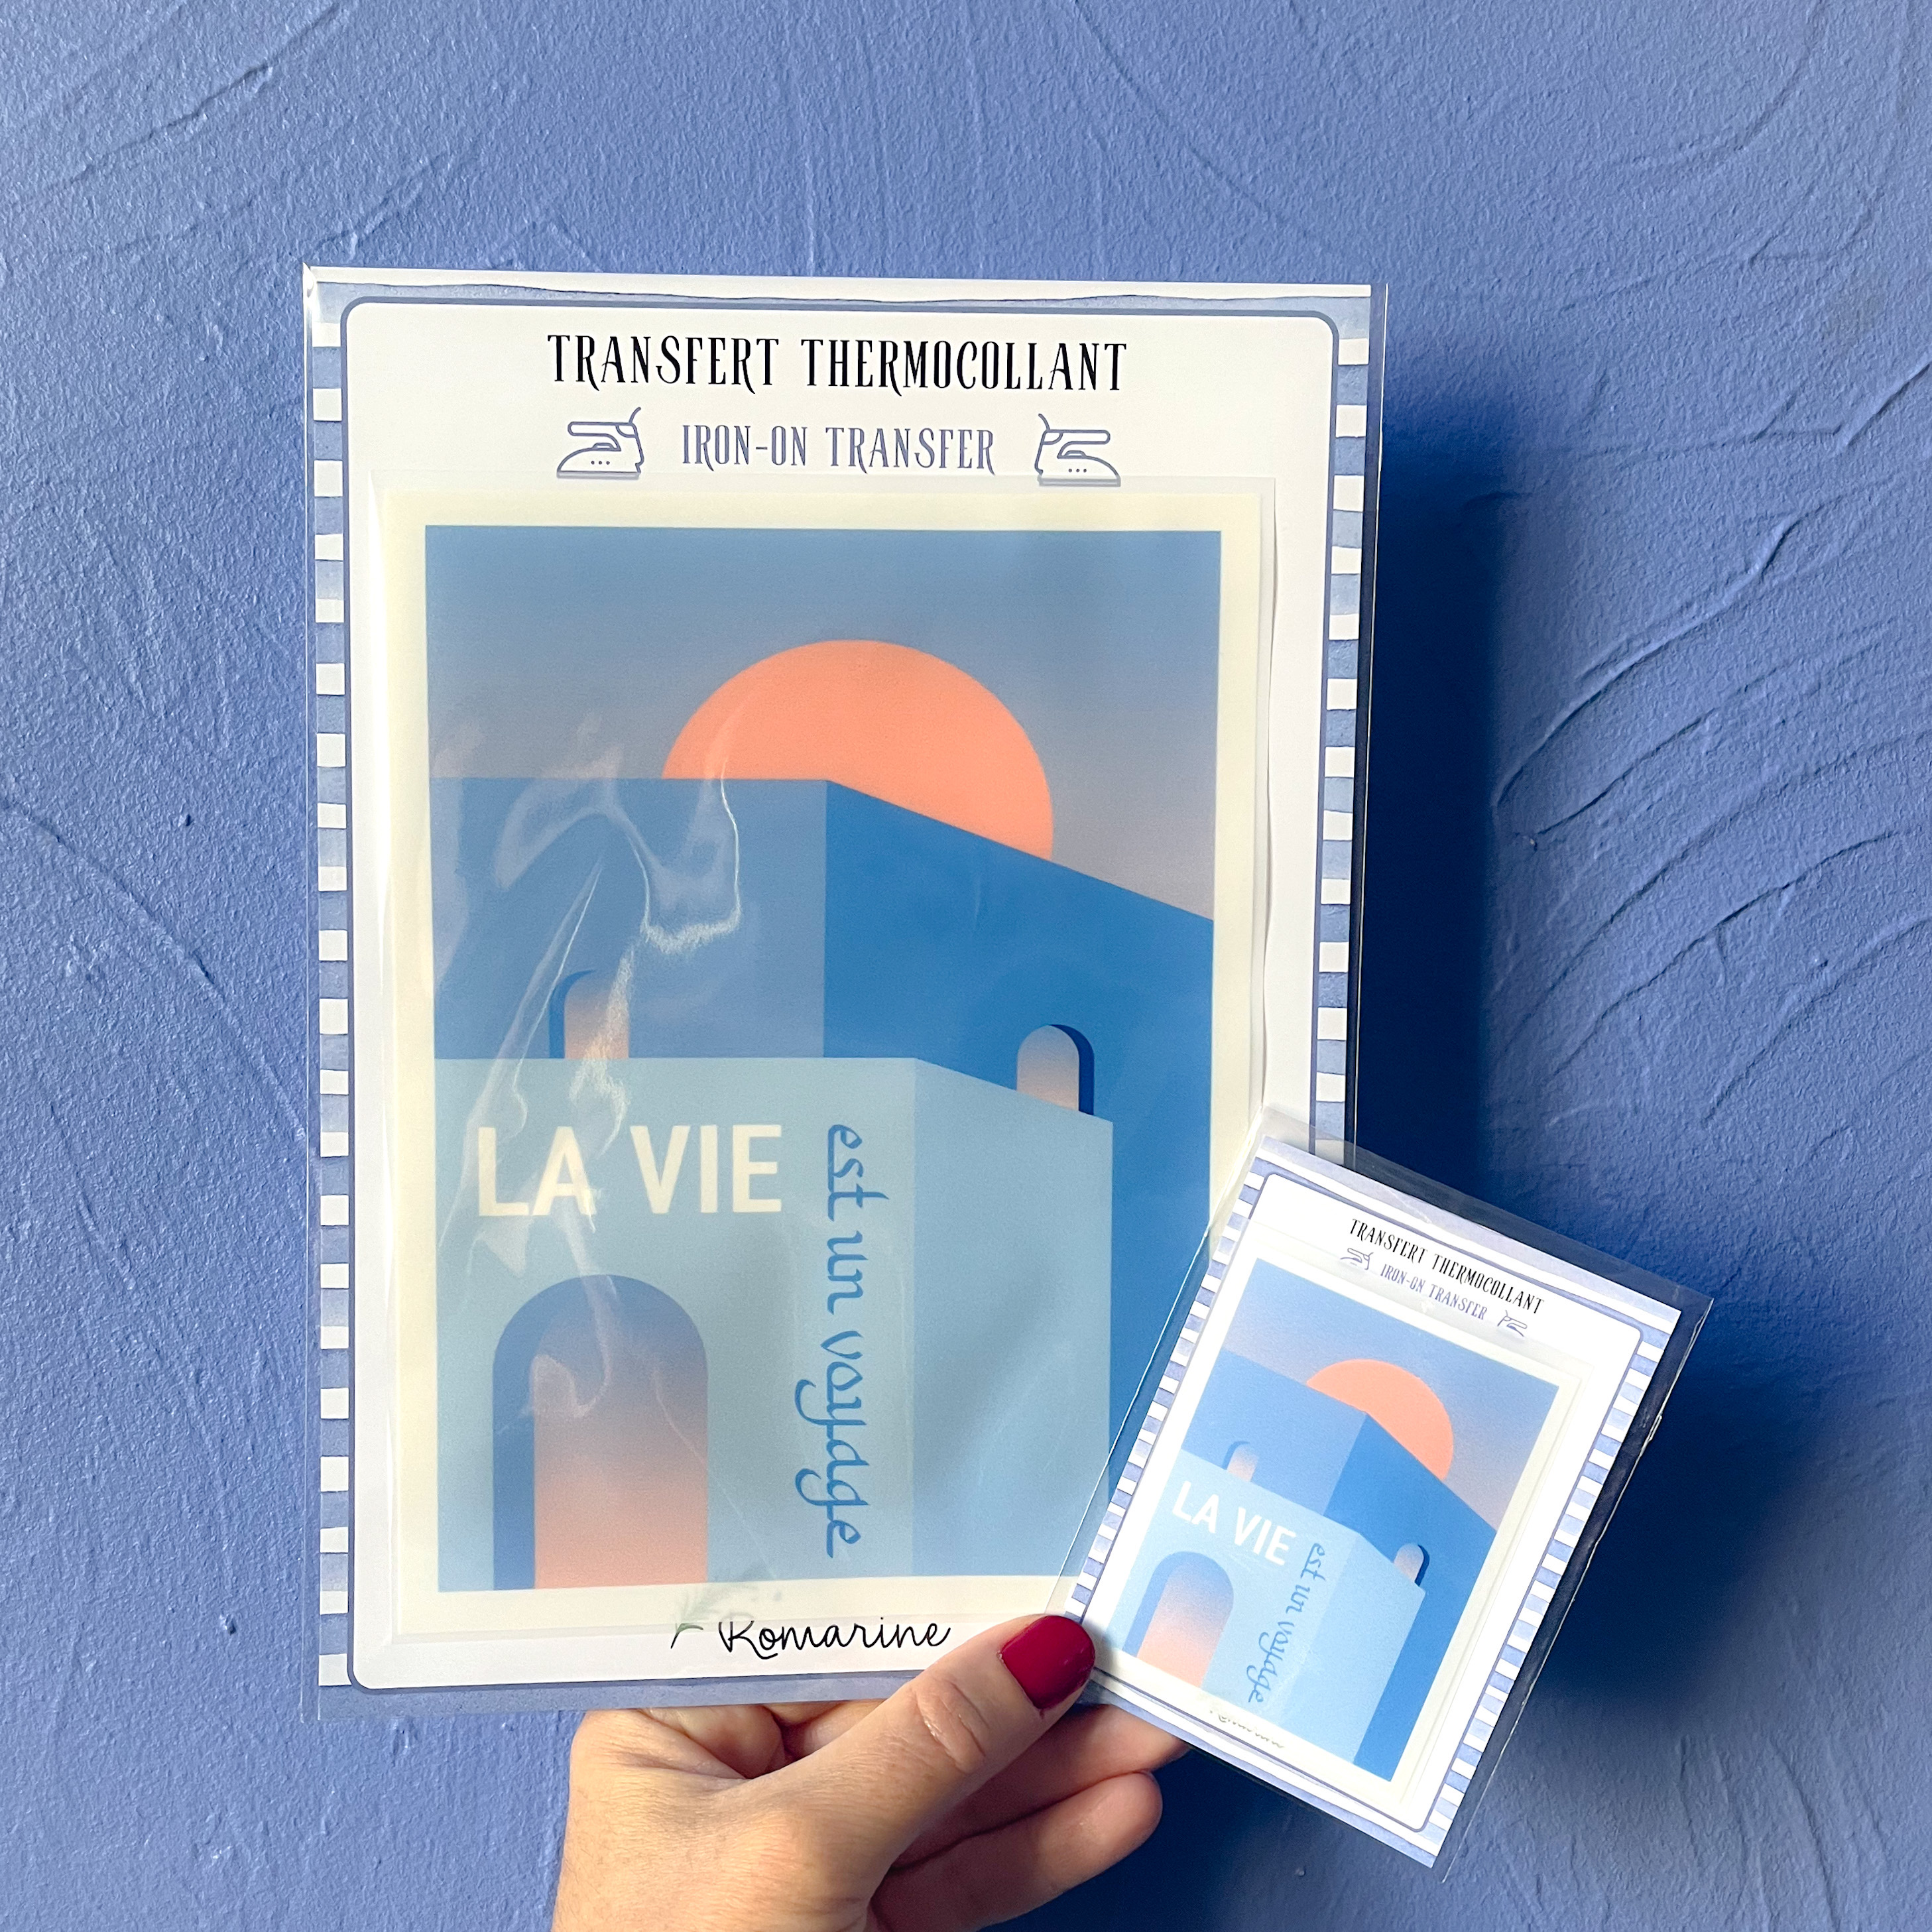 TRANSFERT THERMOCOLLANT
IRON-ON TRANSFER
LA VIE
est un voyage
Romarine
TRANSFERT THERMOCOLLANT
IRON-ON TRANSFER
LA VIE
est un voyage